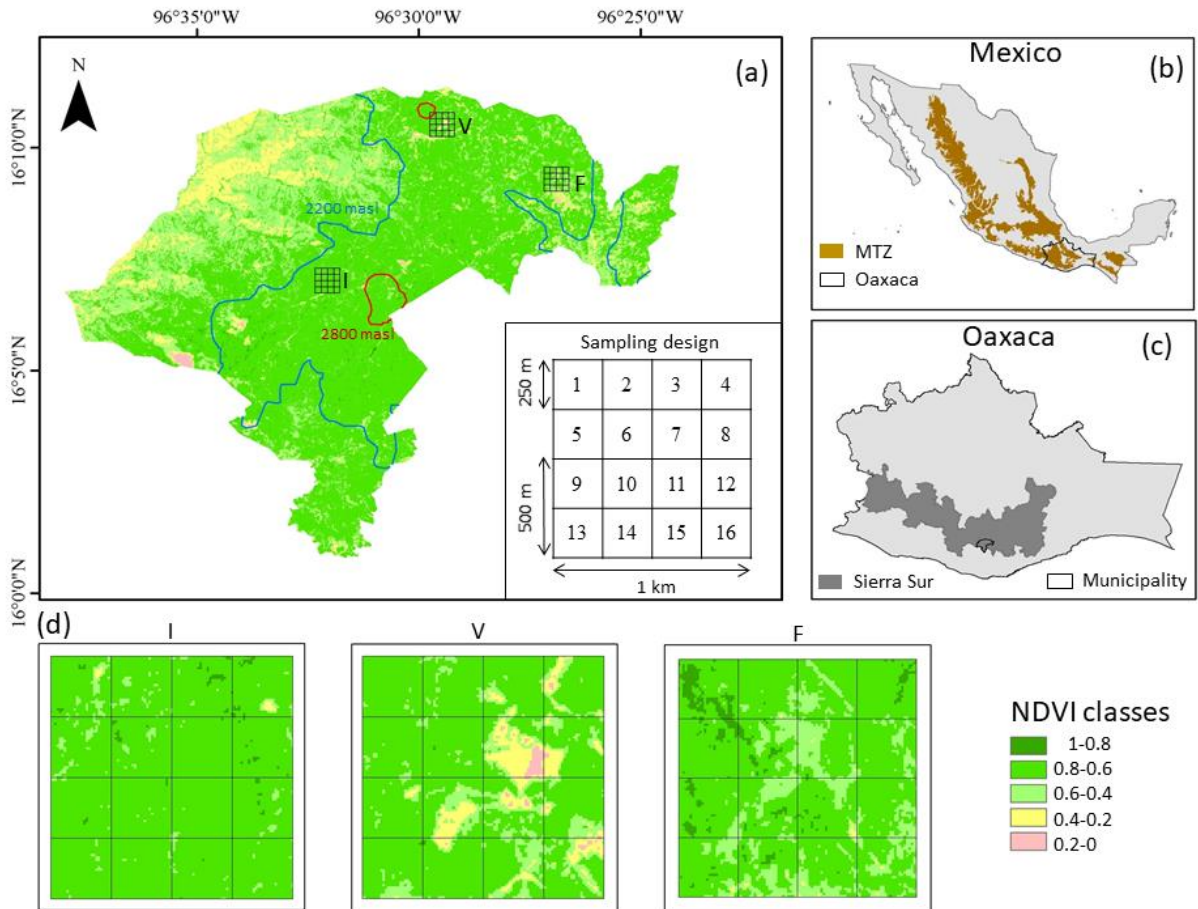 96°35'0"W 96°30'0"W 96°25'0"W
N
(a)
V
16°10'0"N
F
2200 masl
I
2800 masl
16°5'0"N
16°0'0"N
Sampling design
250 m
1 2 3 4
5 6 7 8
500 m
9 10 11 12
13 14 15 16
1 km
Mexico
(b)
MTZ
Oaxaca
Oaxaca
(c)
Sierra Sur
Municipality
(d)
I
V
F
NDVI classes
1-0.8
0.8-0.6
0.6-0.4
0.4-0.2
0.2-0